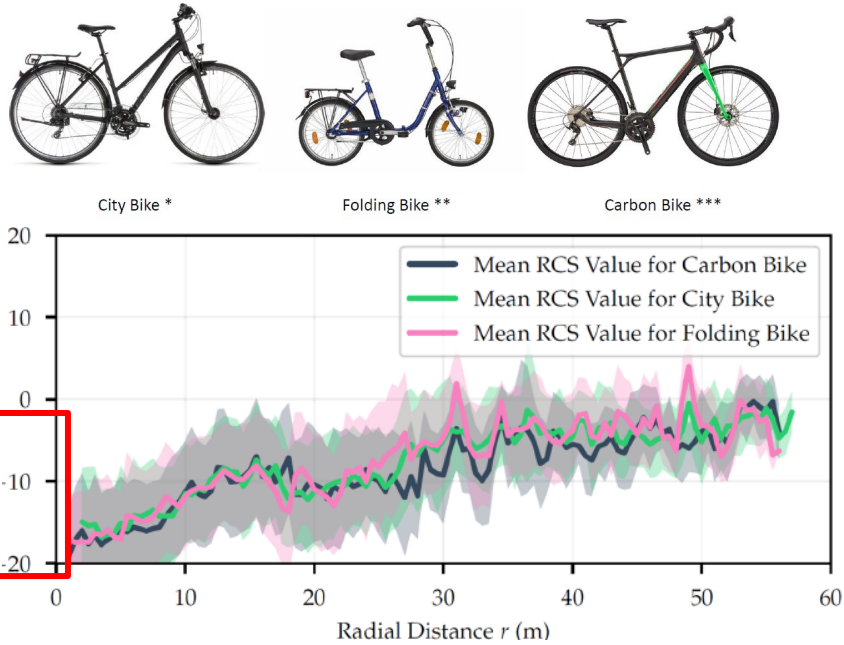 City Bike *
Folding Bike **
Carbon Bike ***
20
10
0
-10
-20
Mean RCS Value for Carbon Bike
Mean RCS Value for City Bike
Mean RCS Value for Folding Bike
0 10 20 30 40 50 60
Radial Distance r (m)